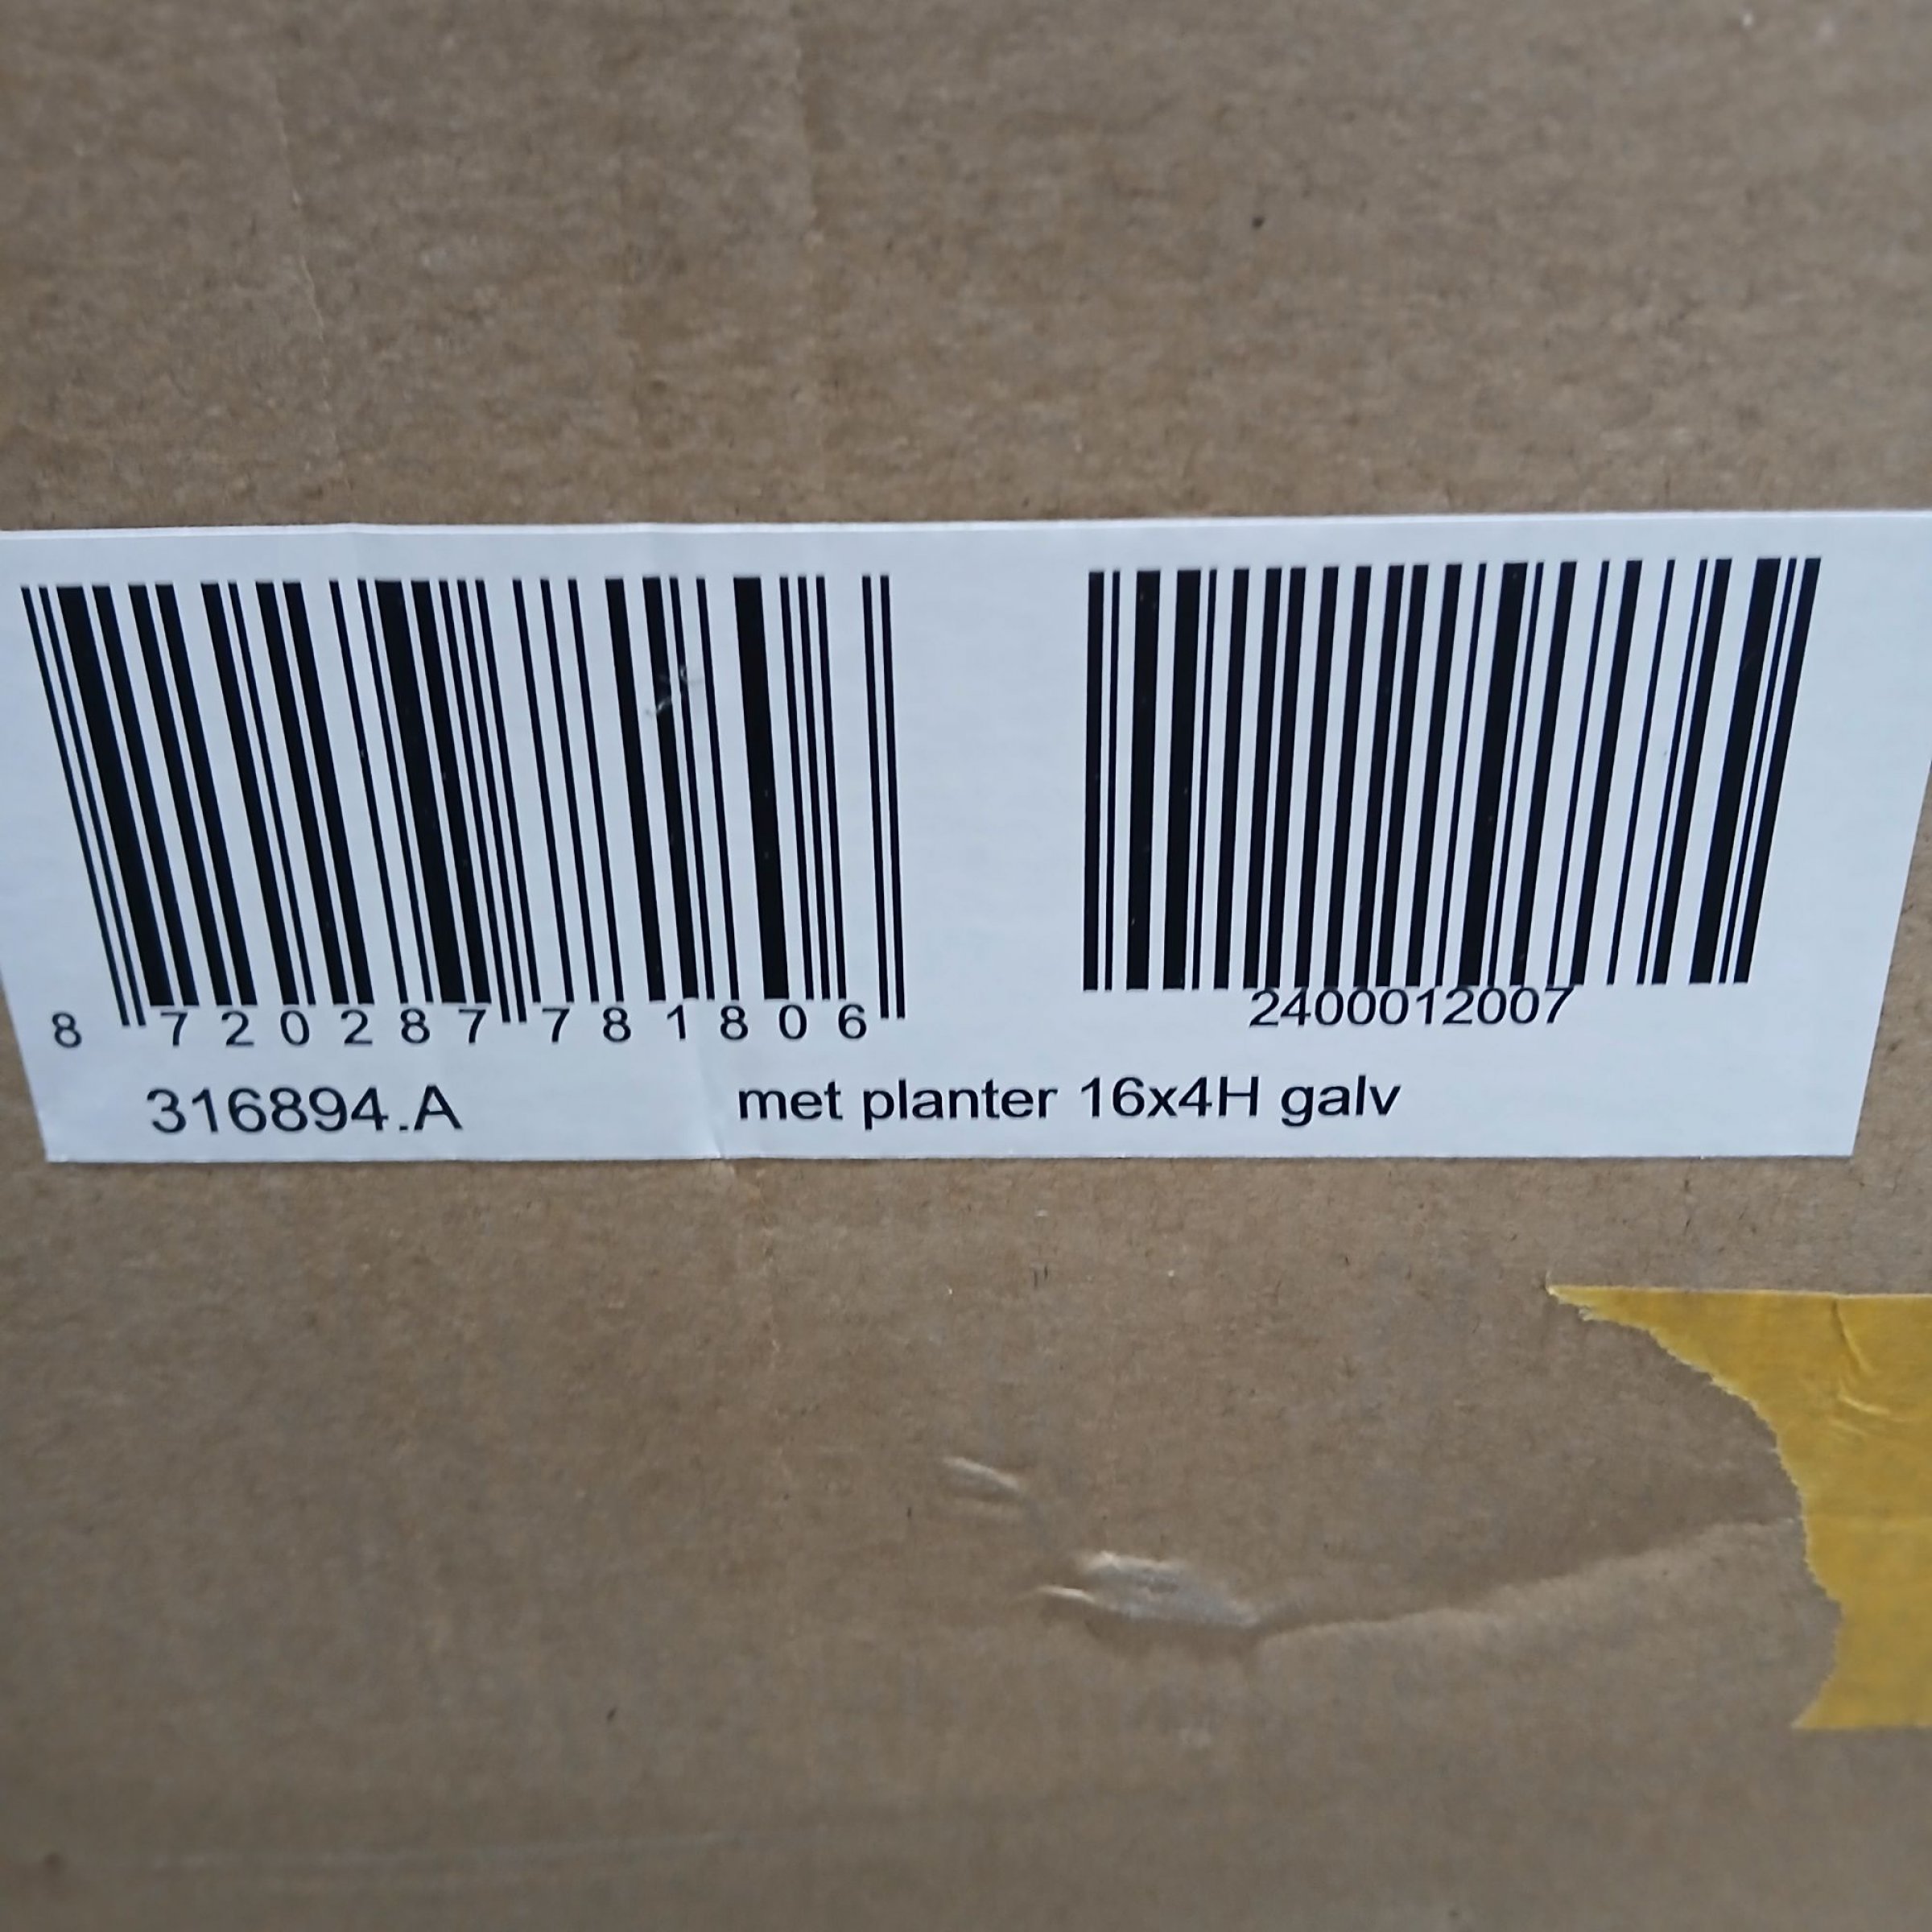 8 720287 781806
2400012007
316894.A
met planter 16x4H galv